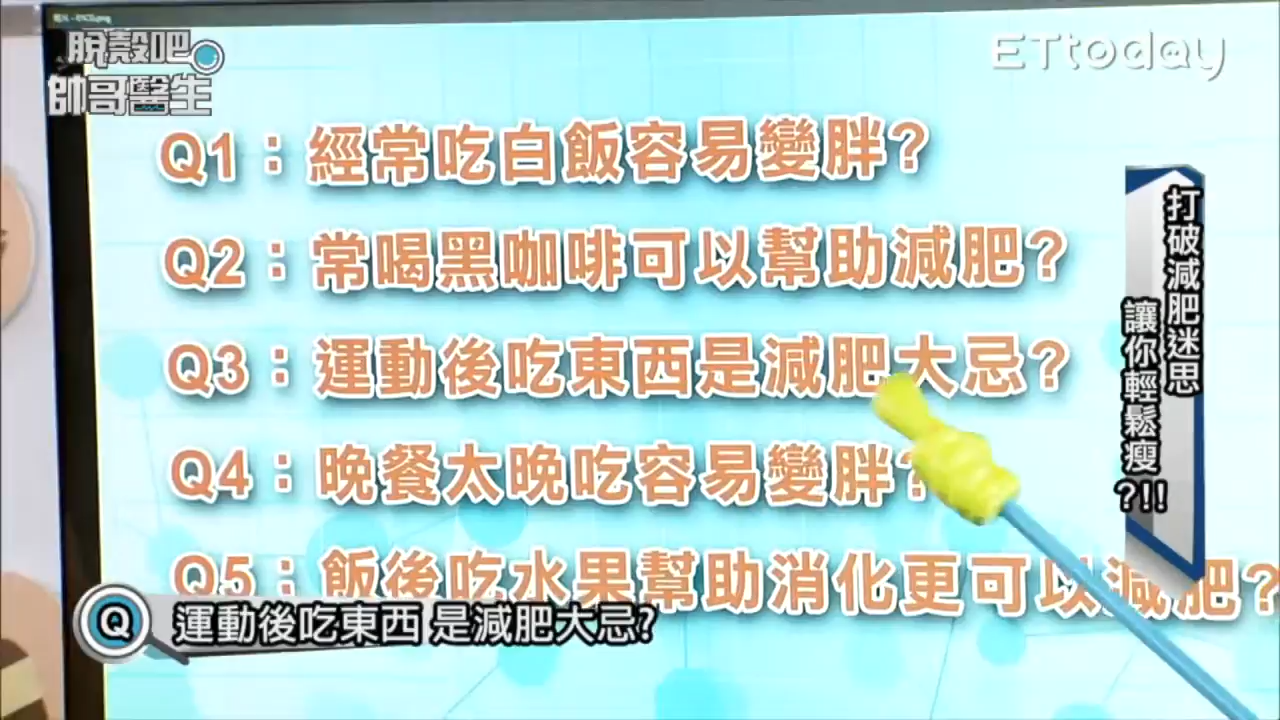 脫殼吧
帥哥醫生
ETtoday
Q1：經常吃白飯容易變胖?
Q2：常喝黑咖啡可以幫助減肥?
Q3：運動後吃東西是減肥大忌?
Q4：晚餐太晚吃容易變胖?
Q5：飯後吃水果幫助消化更可以減肥?
打破減肥迷思
讓你輕鬆瘦?!!
Q 運動後吃東西 是減肥大忌?